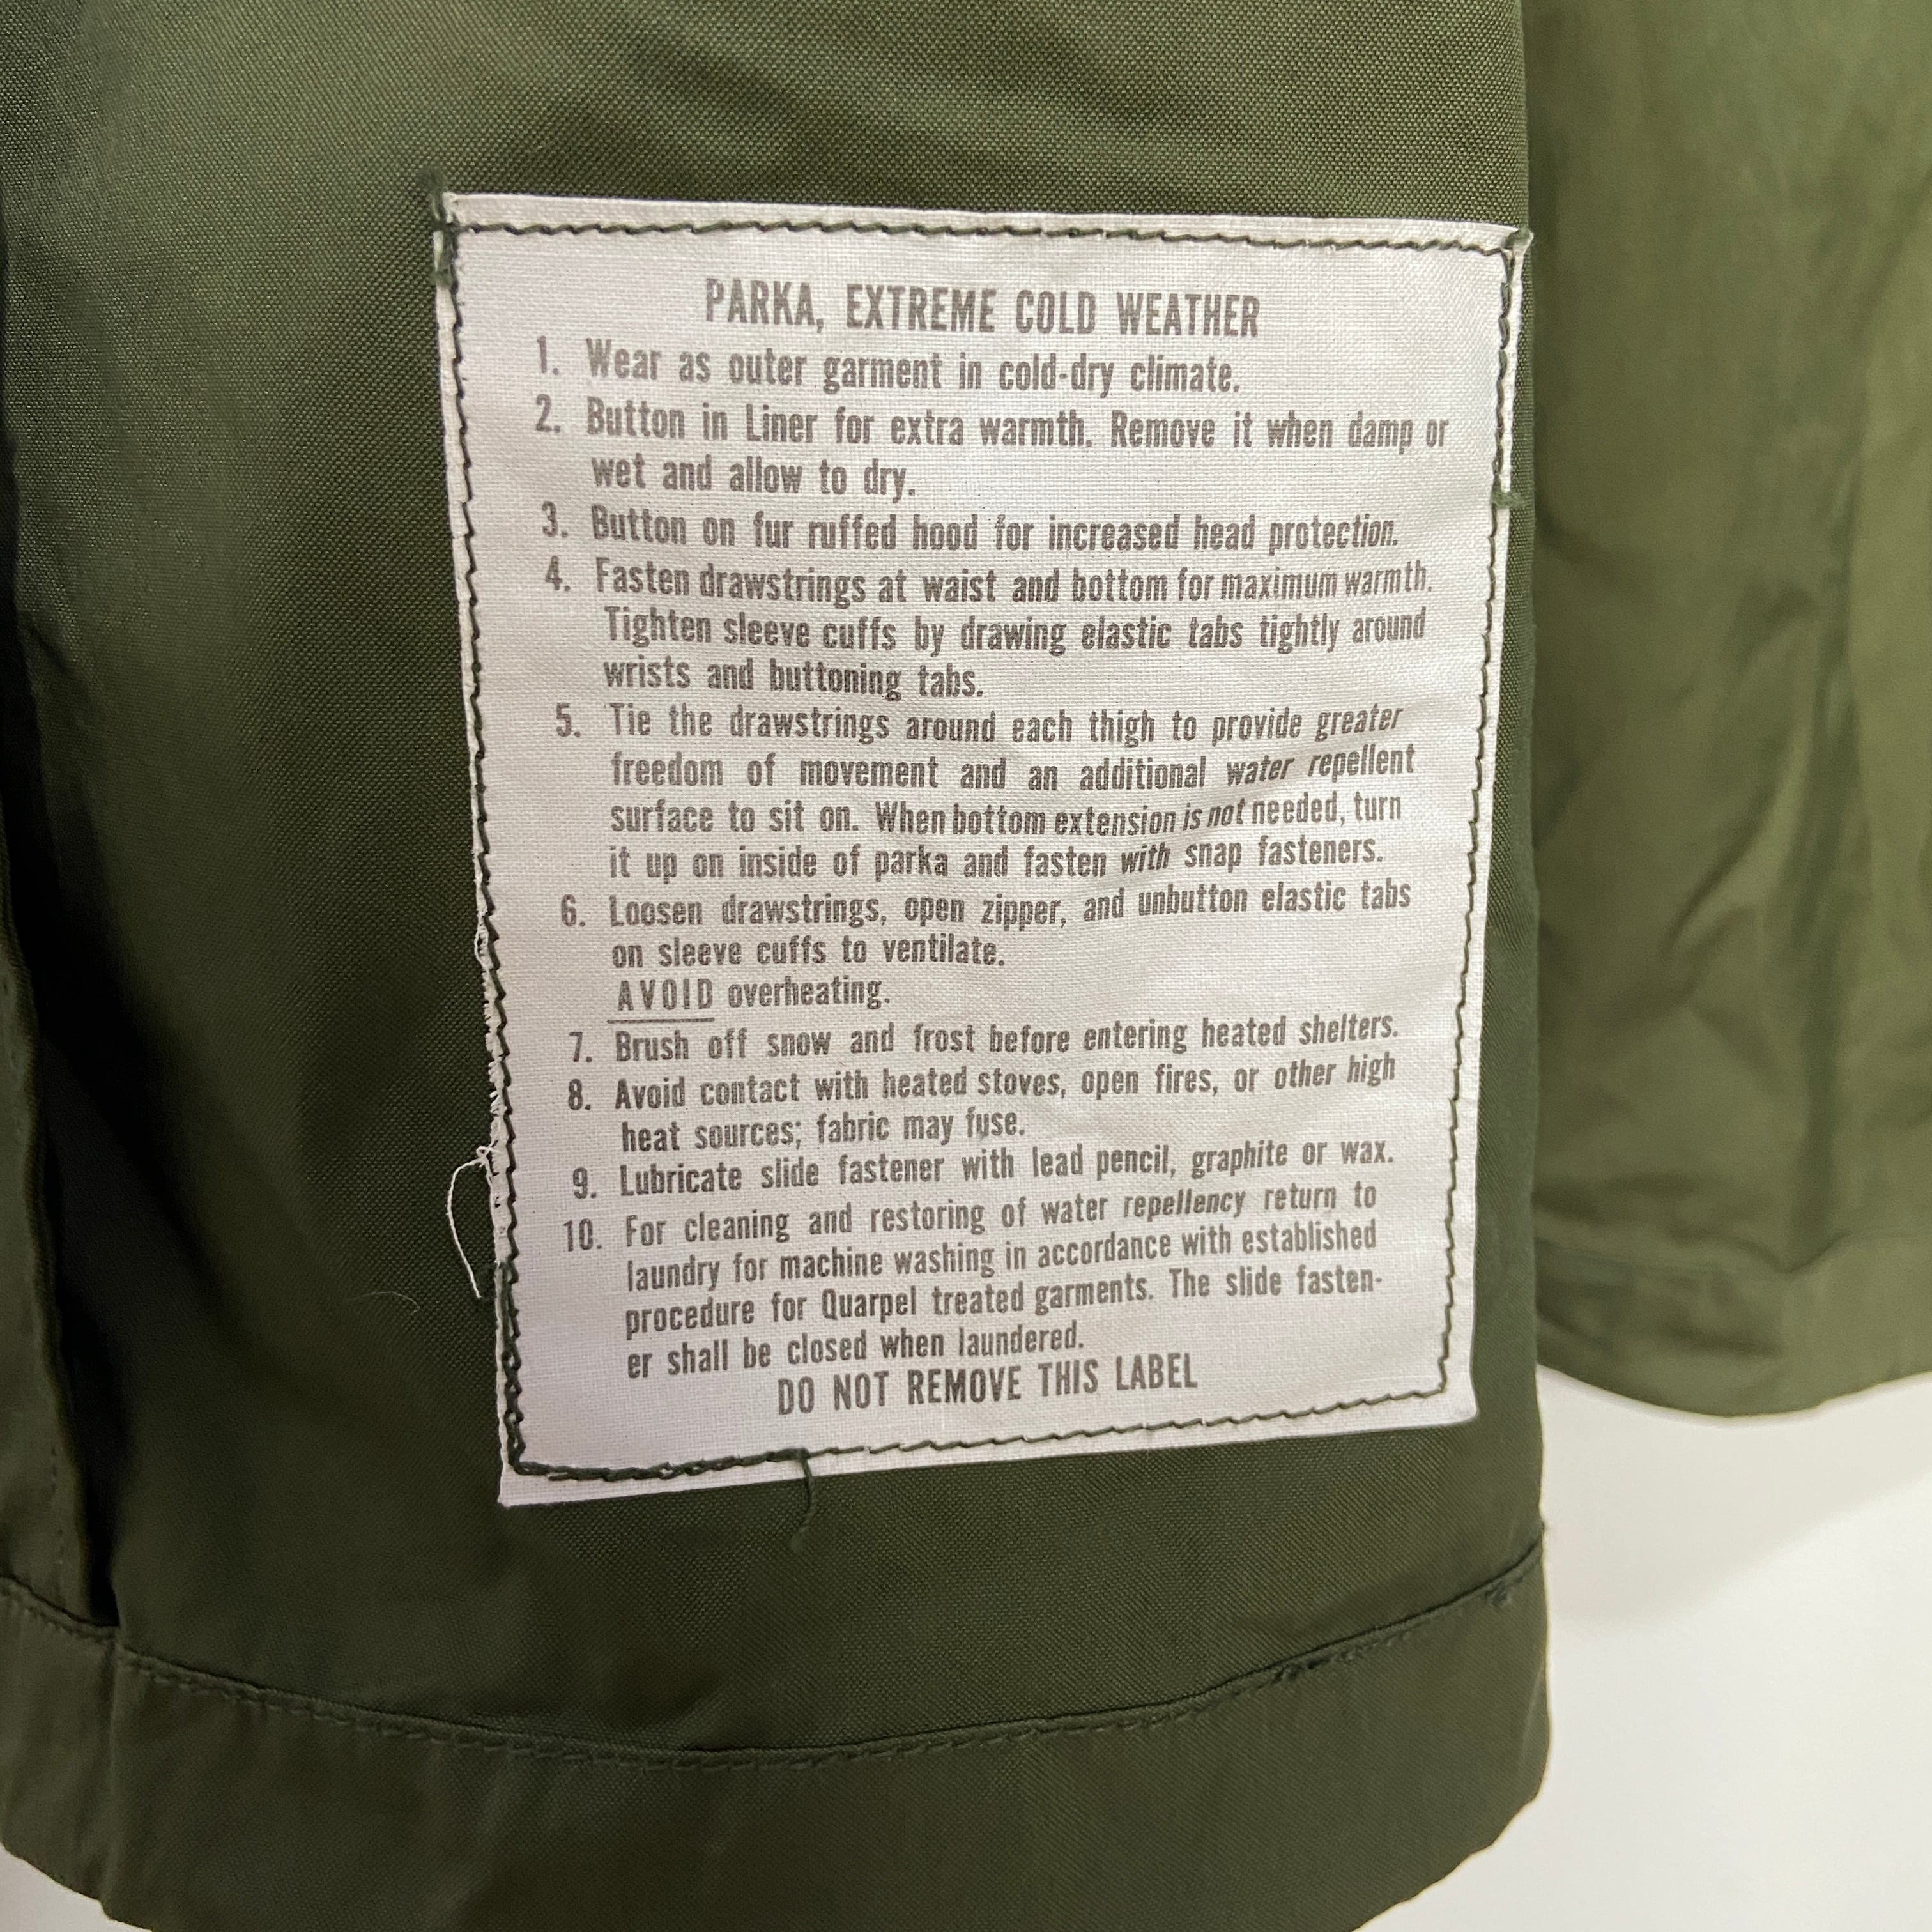 PARKA, EXTREME COLD WEATHER
1. Wear as outer garment in cold-dry climate.
2. Button in Liner for extra warmth. Remove it when damp or
wet and allow to dry.
3. Button on fur ruffed hood for increased head protection.
4. Fasten drawstrings at waist and bottom for maximum warmth.
Tighten sleeve cuffs by drawing elastic tabs tightly around
wrists and buttoning tabs.
5. Tie the drawstrings around each thigh to provide greater
freedom of movement and an additional water repellent
surface to sit on. When bottom extension is not needed, turn
it up on inside of parka and fasten with snap fasteners.
6. Loosen drawstrings, open zipper, and unbutton elastic tabs
on sleeve cuffs to ventilate.
AVOID overheating.
7. Brush off snow and frost before entering heated shelters.
8. Avoid contact with heated stoves, open fires, or other high
heat sources; fabric may fuse.
9. Lubricate slide fastener with lead pencil, graphite or wax.
10. For cleaning and restoring of water repellency return to
laundry for machine washing in accordance with established
procedure for Quarpel treated garments. The slide fasten-
er shall be closed when laundered.
DO NOT REMOVE THIS LABEL